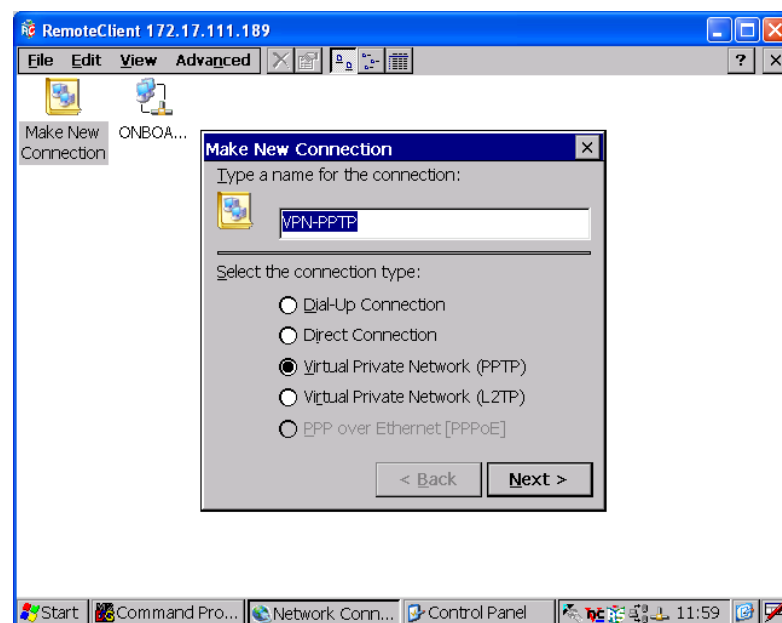 RemoteClient 172.17.111.189
File Edit View Advanced ? ×
Make New Connection
ONBOA...
Make New Connection
Type a name for the connection:
VPN-PPTP
Select the connection type:
Dial-Up Connection
Direct Connection
Virtual Private Network (PPTP)
Virtual Private Network (L2TP)
PPP over Ethernet [PPPoE]
< Back Next >
Start Command Pro... Network Conn... Control Panel 11:59